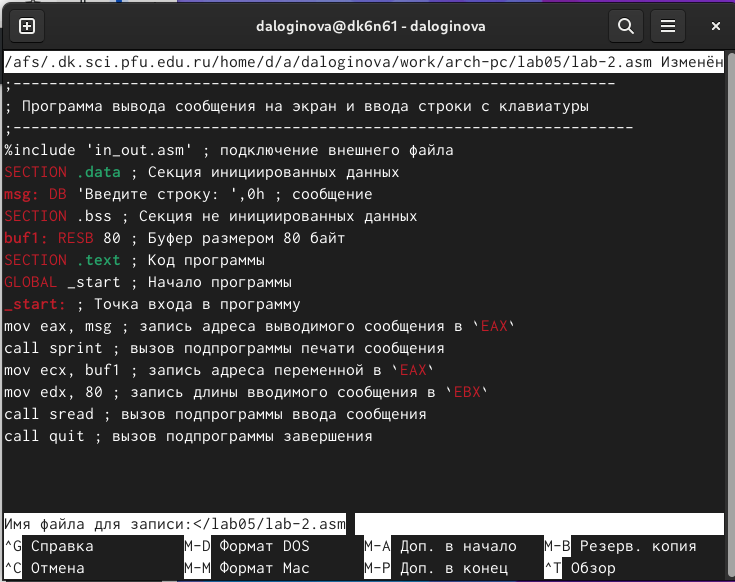 daloginova@dk6n61 - daloginova
/afs/.dk.sci.pfu.edu.ru/home/d/a/daloginova/work/arch-pc/lab05/lab-2.asm Изменён
;-------------------------------------------------------------------
; Программа вывода сообщения на экран и ввода строки с клавиатуры
;---------------------------------------------------------------------
%include 'in_out.asm' ; подключение внешнего файла
SECTION .data ; Секция инициированных данных
msg: DB 'Введите строку: ',0h ; сообщение
SECTION .bss ; Секция не инициированных данных
buf1: RESB 80 ; Буфер размером 80 байт
SECTION .text ; Код программы
GLOBAL _start ; Начало программы
_start: ; Точка входа в программу
mov eax, msg ; запись адреса выводимого сообщения в `EAX`
call sprint ; вызов подпрограммы печати сообщения
mov ecx, buf1 ; запись адреса переменной в `EAX`
mov edx, 80 ; запись длины вводимого сообщения в `EBX`
call sread ; вызов подпрограммы ввода сообщения
call quit ; вызов подпрограммы завершения
Имя файла для записи:</lab05/lab-2.asm
^G Справка M-D Формат DOS M-A Доп. в начало M-B Резерв. копия
^C Отмена M-M Формат Mac M-P Доп. в конец ^T Обзор